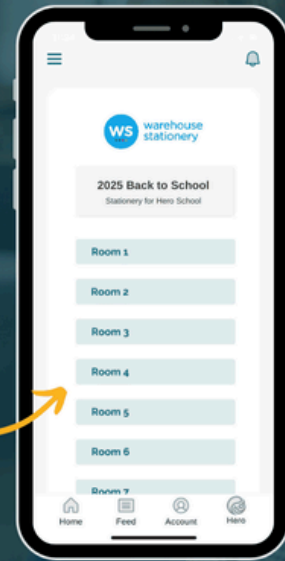 ws
warehouse
stationery
2025 Back to School
Stationery for Hero School
Room 1
Room 2
Room 3
Room 4
Room 5
Room 6
Room 7
Home Feed Account Hero